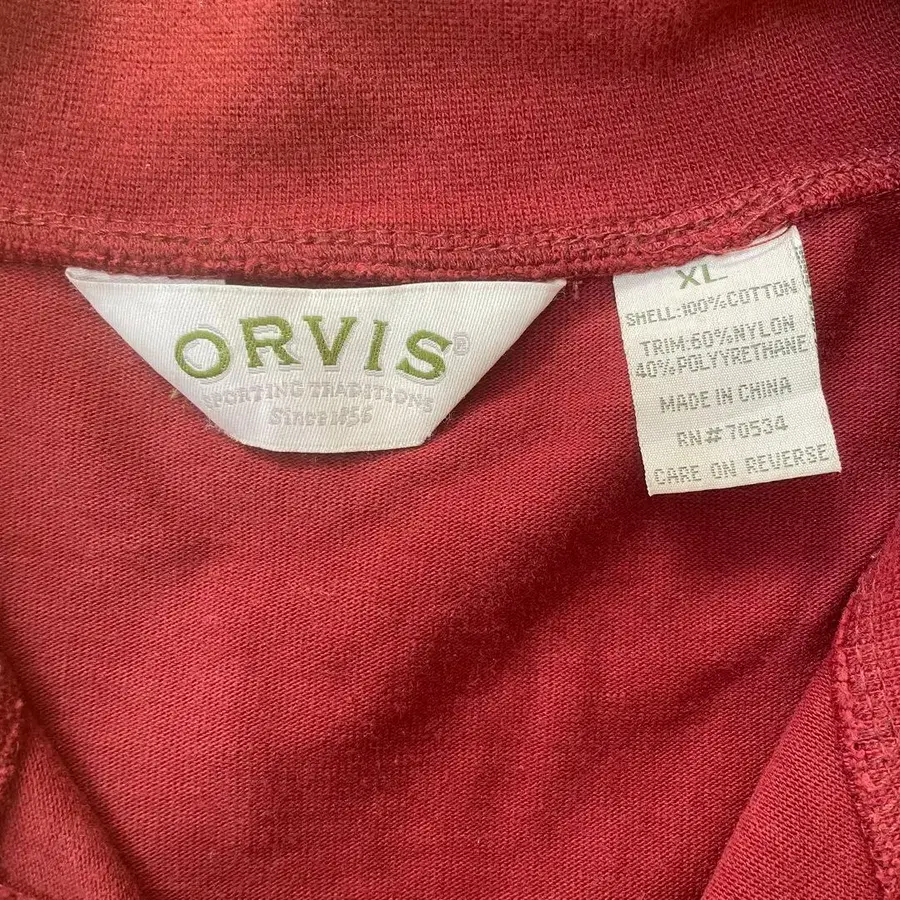 ORVIS®
SPORTING TRADITIONS
Since 1856
XL
SHELL:100%COTTON
TRIM:60%NYLON
40%POLYYRETHANE
MADE IN CHINA
RN#70534
CARE ON REVERSE